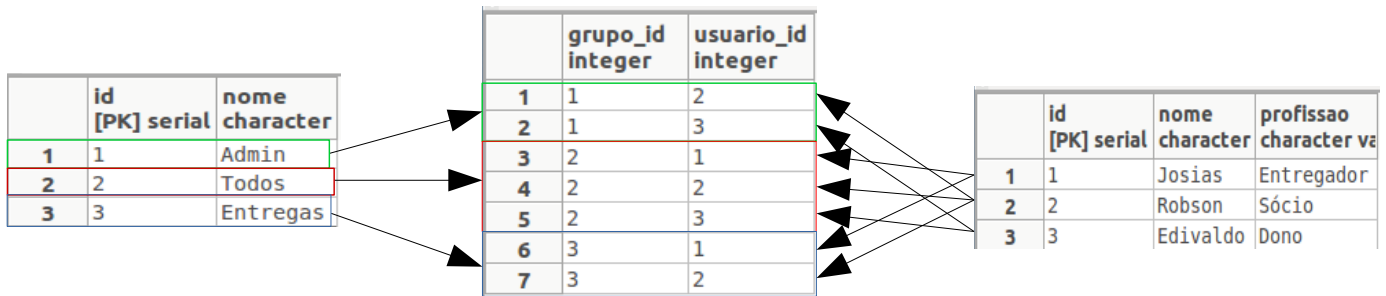 id nome
[PK] serial character
1 1 Admin
2 2 Todos
3 3 Entregas
grupo_id usuario_id
integer integer
1 1 2
2 1 3
3 2 1
4 2 2
5 2 3
6 3 1
7 3 2
id nome profissao
[PK] serial character character va
1 1 Josias Entregador
2 2 Robson Sócio
3 3 Edivaldo Dono